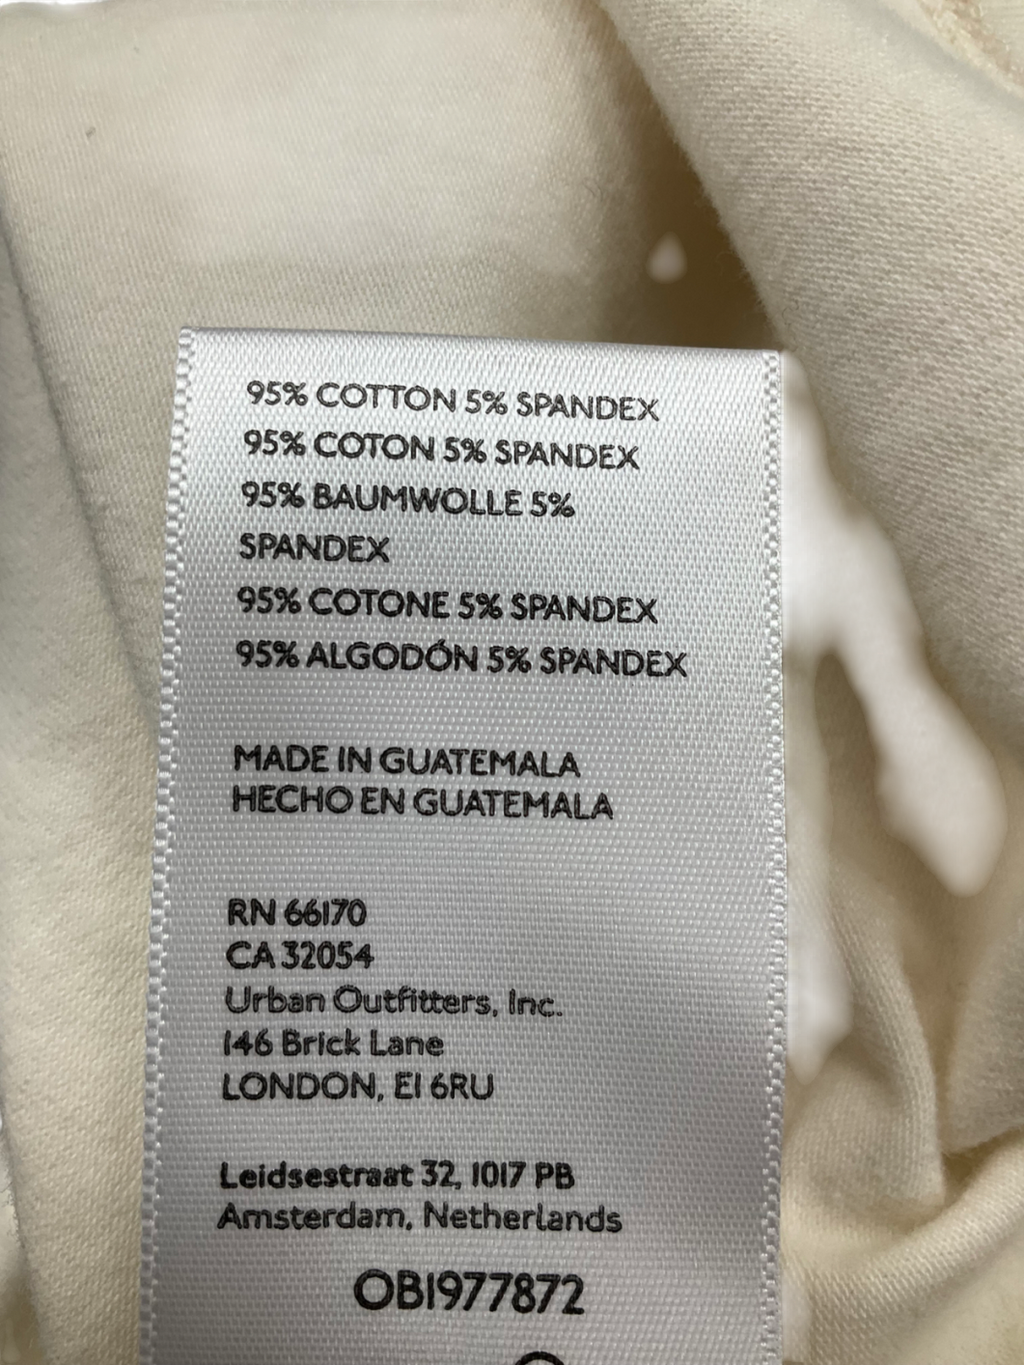 95% COTTON 5% SPANDEX
95% COTON 5% SPANDEX
95% BAUMWOLLE 5%
SPANDEX
95% COTONE 5% SPANDEX
95% ALGODÓN 5% SPANDEX
MADE IN GUATEMALA
HECHO EN GUATEMALA
RN 66170
CA 32054
Urban Outfitters, Inc.
146 Brick Lane
LONDON, E1 6RU
Leidsestraat 32, 1017 PB
Amsterdam, Netherlands
OB1977872